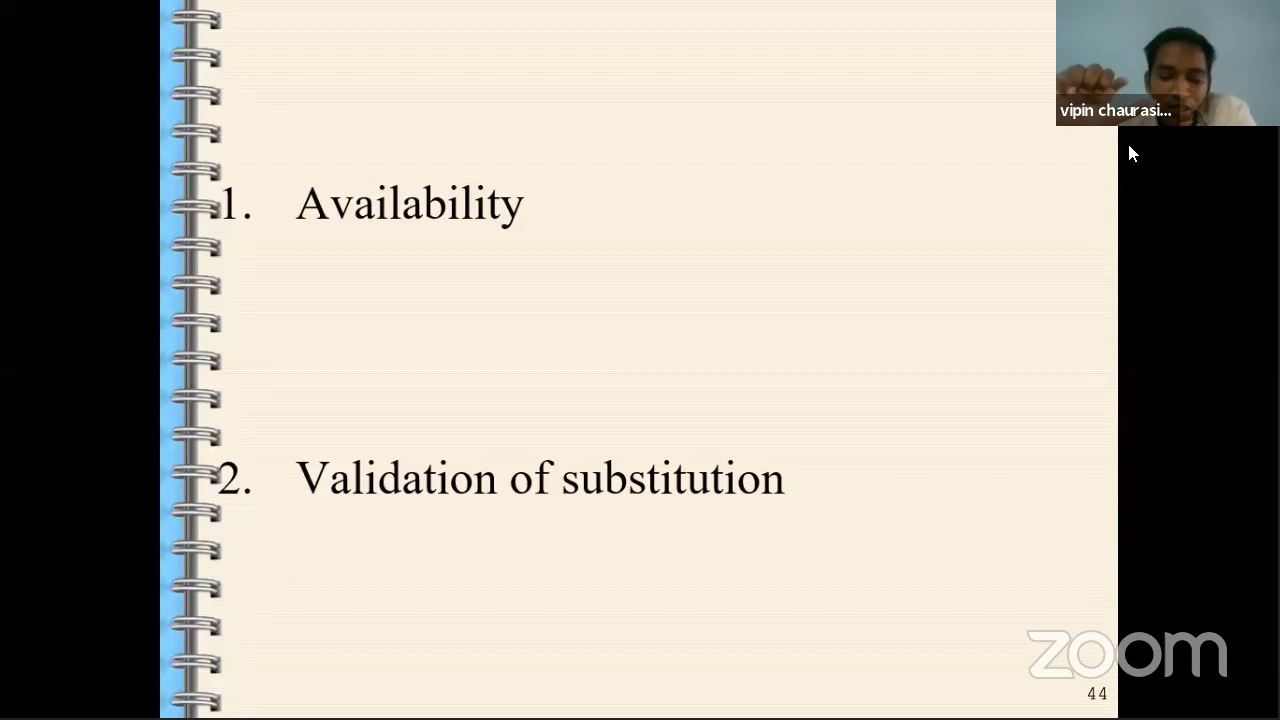 vipin chaurasi...
1. Availability
2. Validation of substitution
zoom
44